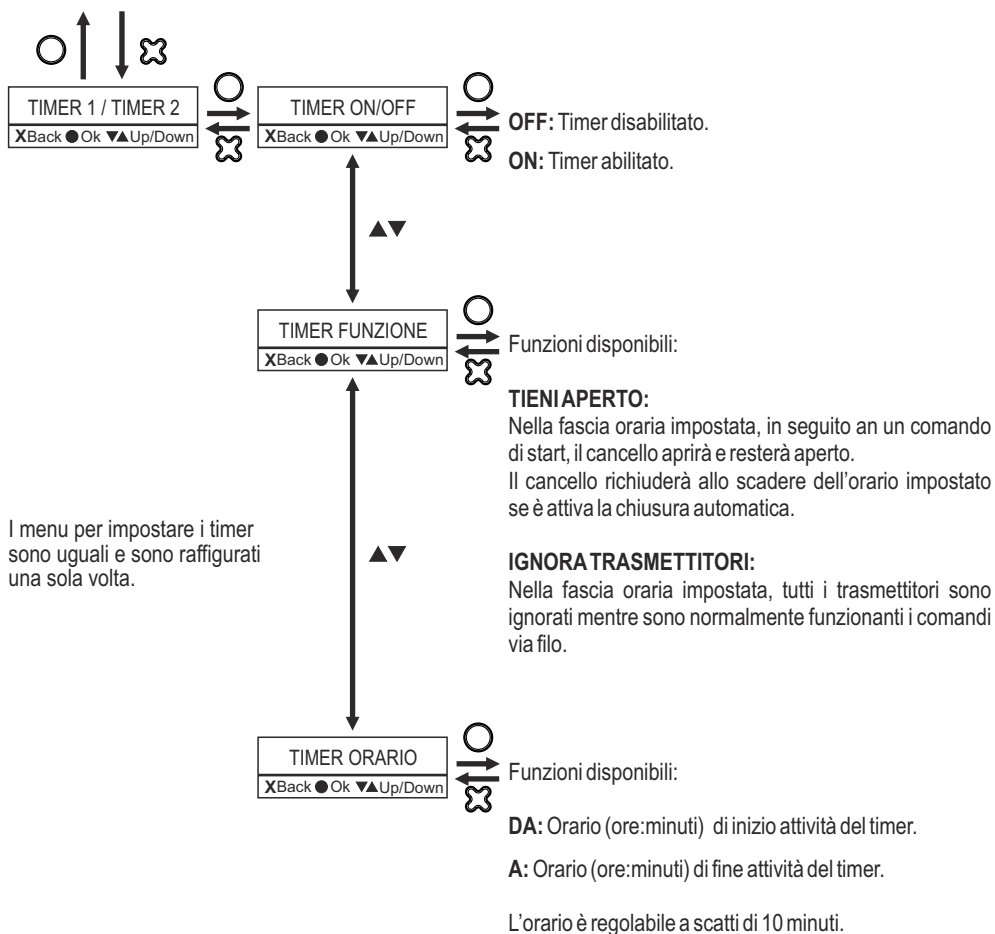 TIMER 1 / TIMER 2
XBack ●Ok ▼▲Up/Down
TIMER ON/OFF
XBack ●Ok ▼▲Up/Down
OFF: Timer disabilitato.
ON: Timer abilitato.
▲▼
TIMER FUNZIONE
XBack ●Ok ▼▲Up/Down
Funzioni disponibili:
TIENI APERTO:
Nella fascia oraria impostata, in seguito an un comando
di start, il cancello aprirà e resterà aperto.
Il cancello richiuderà allo scadere dell'orario impostato
se è attiva la chiusura automatica.
I menu per impostare i timer
sono uguali e sono raffigurati
una sola volta.
▲▼
IGNORA TRASMETTITORI:
Nella fascia oraria impostata, tutti i trasmettitori sono
ignorati mentre sono normalmente funzionanti i comandi
via filo.
TIMER ORARIO
XBack ●Ok ▼▲Up/Down
Funzioni disponibili:
DA: Orario (ore:minuti) di inizio attività del timer.
A: Orario (ore:minuti) di fine attività del timer.
L'orario è regolabile a scatti di 10 minuti.